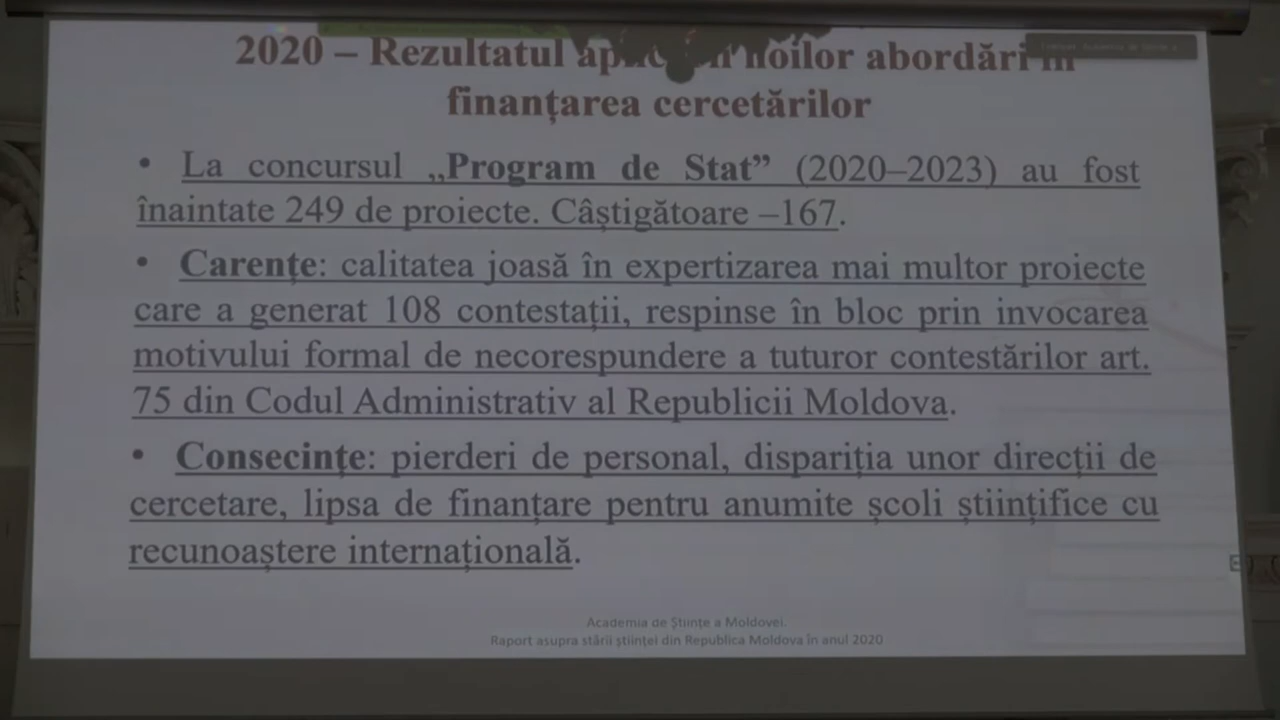 2020 – Rezultatul noilor abordări în
finanțarea cercetărilor
• La concursul „Program de Stat” (2020–2023) au fost
înaintate 249 de proiecte. Câștigătoare –167.
• Carențe: calitatea joasă în expertizarea mai multor proiecte
care a generat 108 contestații, respinse în bloc prin invocarea
motivului formal de necorespundere a tuturor contestărilor art.
75 din Codul Administrativ al Republicii Moldova.
• Consecințe: pierderi de personal, dispariția unor direcții de
cercetare, lipsa de finanțare pentru anumite școli științifice cu
recunoaștere internațională.
Academia de Științe a Moldovei.
Raport asupra stării științei din Republica Moldova în anul 2020